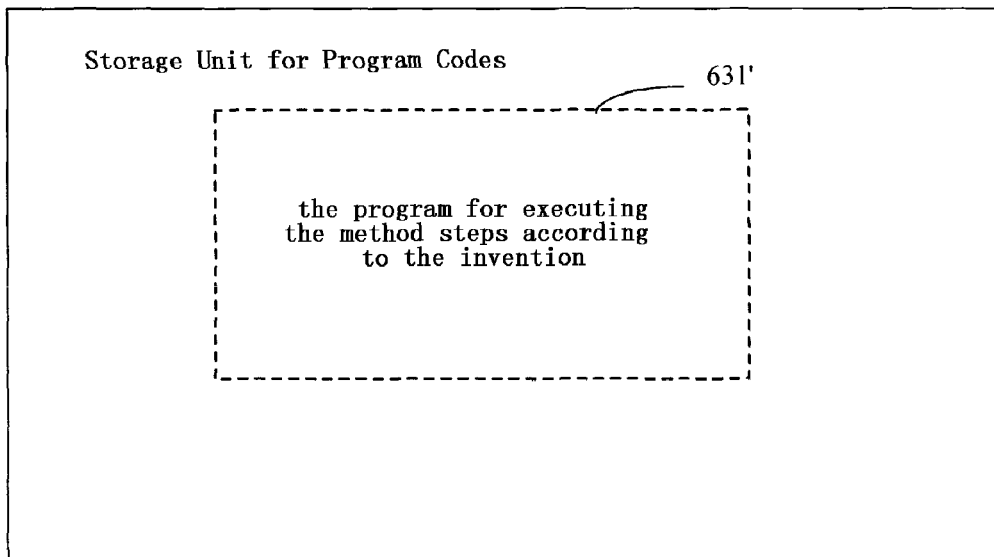 Storage Unit for Program Codes
631'
the program for executing
the method steps according
to the invention